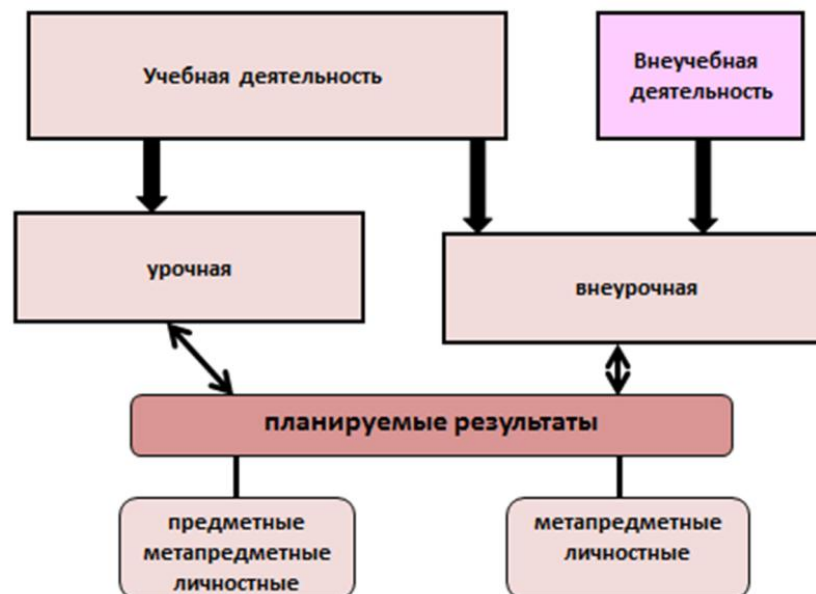 Учебная деятельность
Внеучебная
деятельность
урочная
внеурочная
планируемые результаты
предметные
метапредметные
личностные
метапредметные
личностные